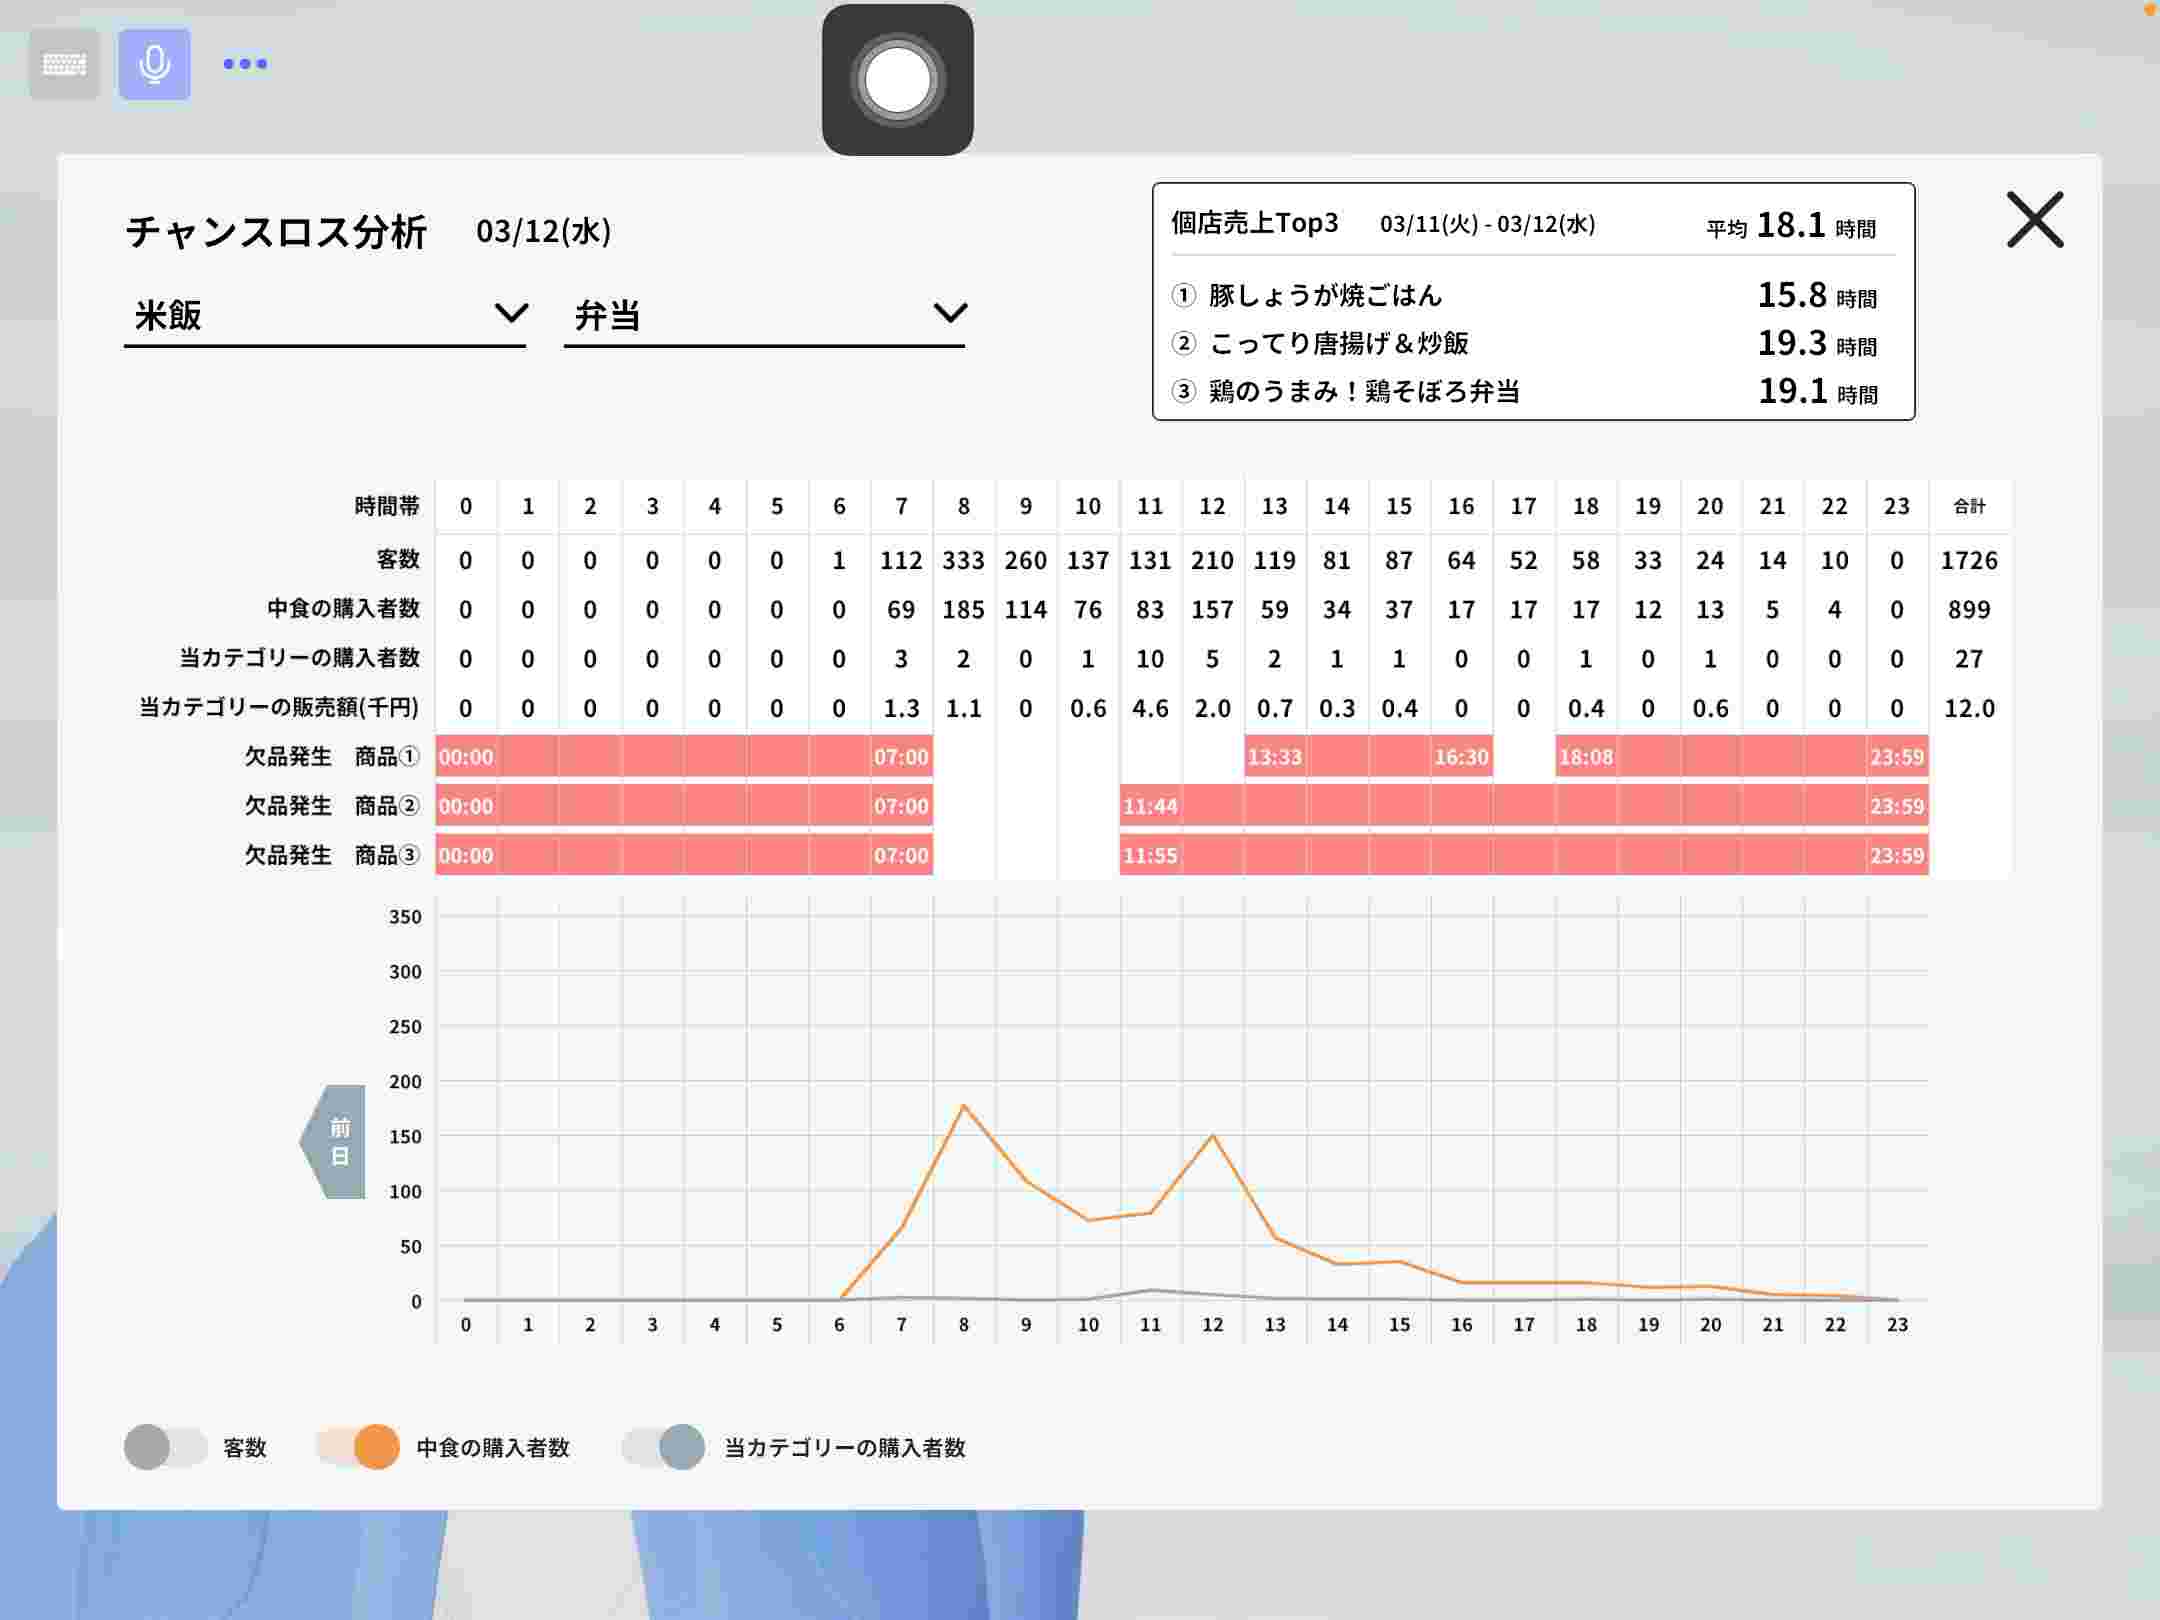 チャンスロス分析 03/12(水)
米飯 弁当
個店売上Top3 03/11(火) - 03/12(水) 平均 18.1 時間
① 豚しょうが焼ごはん 15.8 時間
② こってり唐揚げ＆炒飯 19.3 時間
③ 鶏のうまみ！鶏そぼろ弁当 19.1 時間
時間帯 0 1 2 3 4 5 6 7 8 9 10 11 12 13 14 15 16 17 18 19 20 21 22 23 合計
客数 0 0 0 0 0 0 1 112 333 260 137 131 210 119 81 87 64 52 58 33 24 14 10 0 1726
中食の購入者数 0 0 0 0 0 0 0 69 185 114 76 83 157 59 34 37 17 17 17 12 13 5 4 0 899
当カテゴリーの購入者数 0 0 0 0 0 0 0 3 2 0 1 10 5 2 1 1 0 0 1 0 1 0 0 0 27
当カテゴリーの販売額(千円) 0 0 0 0 0 0 0 1.3 1.1 0 0.6 4.6 2.0 0.7 0.3 0.4 0 0 0.4 0 0.6 0 0 0 12.0
欠品発生 商品① 00:00 07:00 13:33 16:30 18:08 23:59
欠品発生 商品② 00:00 07:00 11:44 23:59
欠品発生 商品③ 00:00 07:00 11:55 23:59
350
300
250
200
150
100
50
0
前日
0 1 2 3 4 5 6 7 8 9 10 11 12 13 14 15 16 17 18 19 20 21 22 23
客数 中食の購入者数 当カテゴリーの購入者数